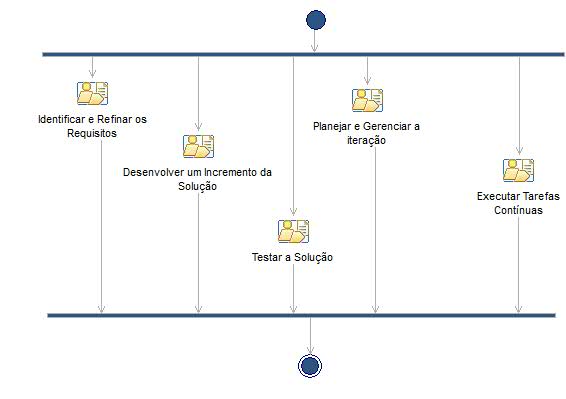 Identificar e Refinar os
Requisitos
Desenvolver um Incremento da
Solução
Testar a Solução
Planejar e Gerenciar a
iteração
Executar Tarefas
Contínuas